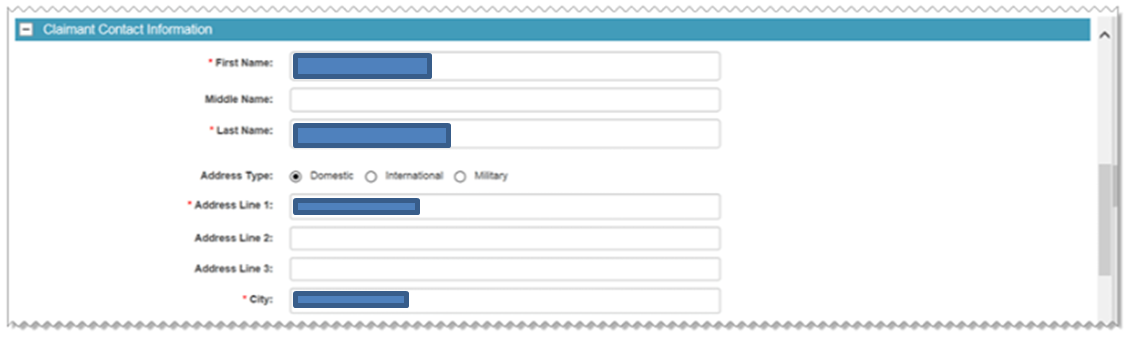 Claimant Contact Information
* First Name:
Middle Name:
* Last Name:
Address Type: Domestic International Military
* Address Line 1:
Address Line 2:
Address Line 3:
* City: